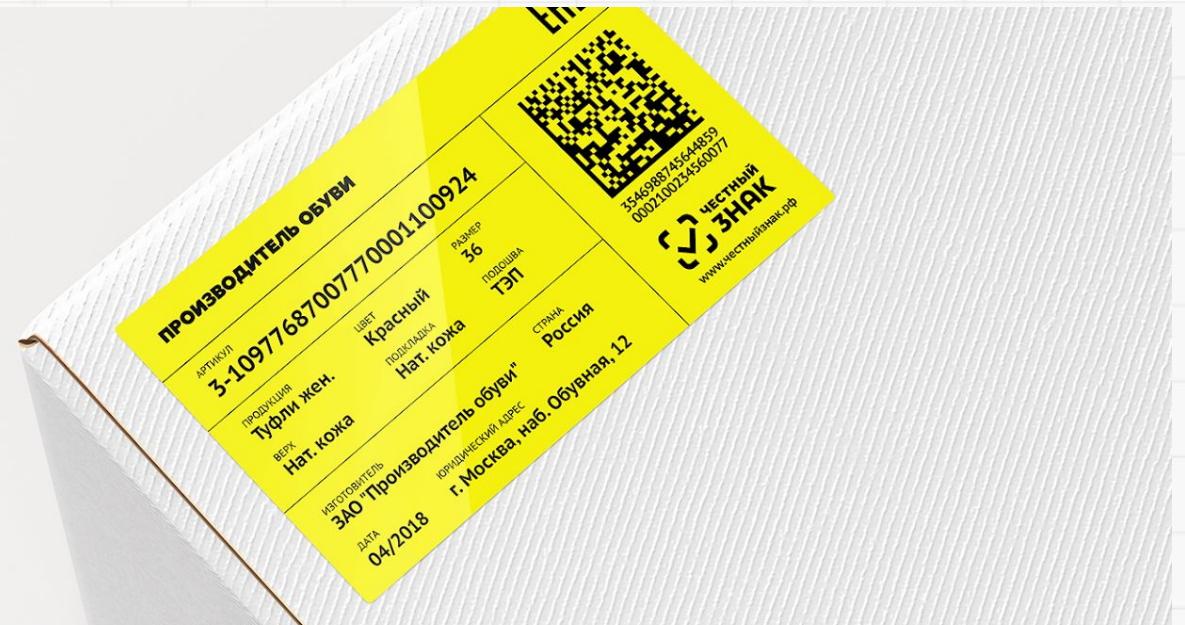 ЕАС
ПРОИЗВОДИТЕЛЬ ОБУВИ
АРТИКУЛ
3-10977687007770001100924
ПРОДУКЦИЯ
Туфли жен.
ЦВЕТ
Красный
РАЗМЕР
36
ВЕРХ
Нат. кожа
ПОДКЛАДКА
Нат. кожа
ПОДОШВА
ТЭП
ИЗГОТОВИТЕЛЬ
ЗАО "Производитель обуви"
СТРАНА
Россия
ДАТА
04/2018
ЮРИДИЧЕСКИЙ АДРЕС
г. Москва, наб. Обувная, 12
3546988745644859
0002100234560077
ЧЕСТНЫЙ
ЗНАК
www.честныйзнак.рф